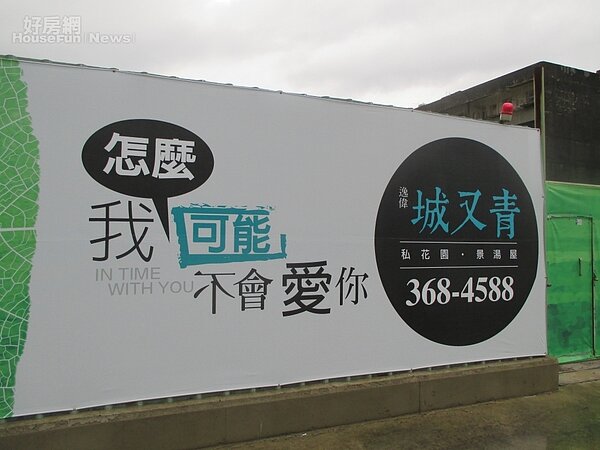 好房網
HouseFun News
怎麼
我可能
IN TIME
WITH YOU
不會愛你
逸偉
城又青
私花園・景湯屋
368-4588